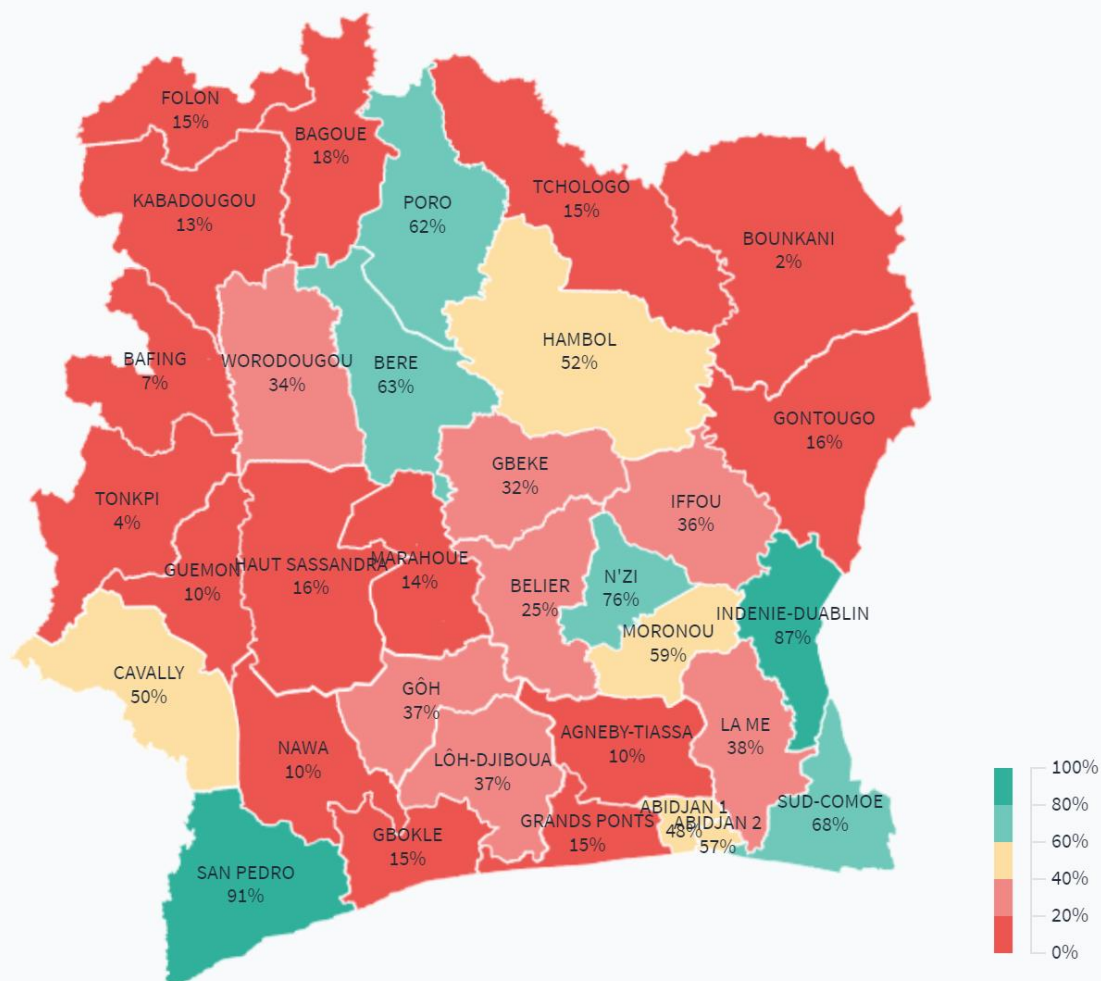 FOLON
15%
BAGOUE
18%
KABADOUGOU
13%
PORO
62%
TCHOLOGO
15%
BOUNKANI
2%
BAFING
7%
WORODOUGOU
34%
BERE
63%
HAMBOL
52%
GONTOUGO
16%
TONKPI
4%
GBEKE
32%
IFFOU
36%
GUEMON
10%
HAUT SASSANDRA
16%
MARAHOUE
14%
BELIER
25%
N'ZI
76%
MORONOU
59%
INDENIE-DUABLIN
87%
CAVALLY
50%
GÔH
37%
NAWA
10%
LÔH-DJIBOUA
37%
AGNEBY-TIASSA
10%
LA ME
38%
SUD-COMOE
68%
ABIDJAN 1
48%
ABIDJAN 2
57%
GRANDS PONTS
15%
GBOKLE
15%
SAN PEDRO
91%
100%
80%
60%
40%
20%
0%